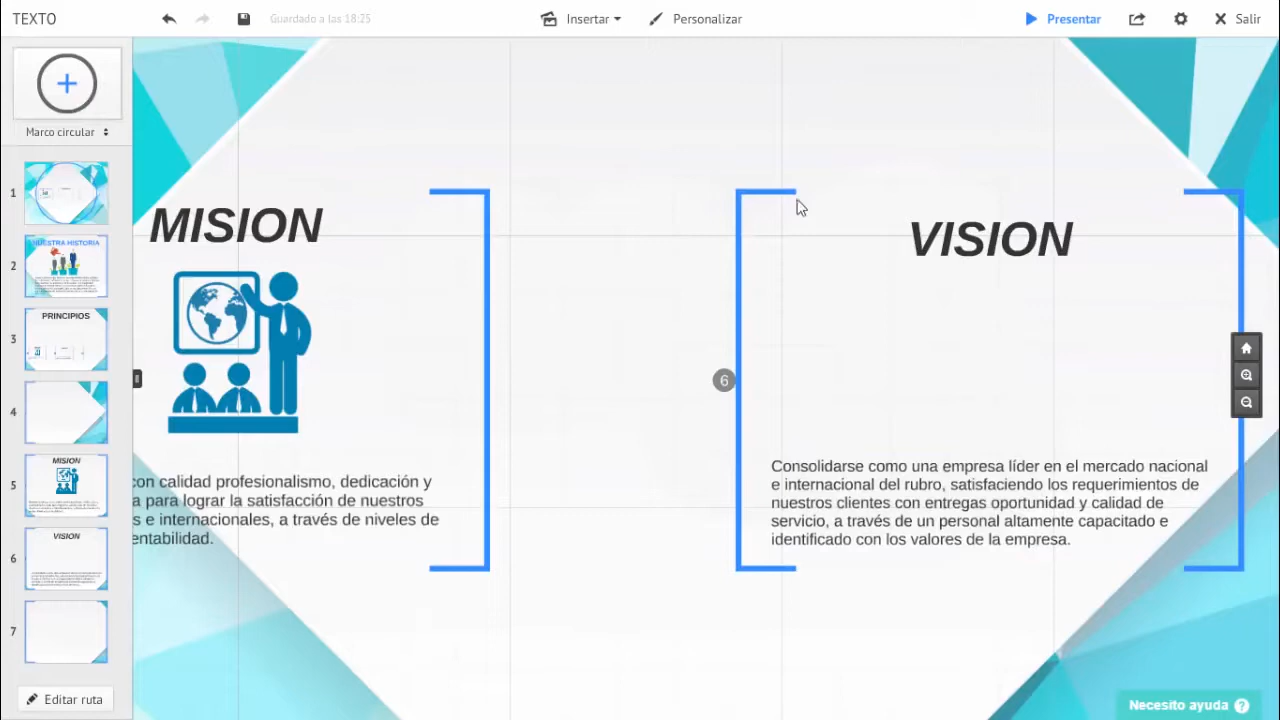 TEXTO
Guardado a las 18:25
Insertar
Personalizar
Presentar
Salir
Marco circular
1
2
NUESTRA HISTORIA
3
PRINCIPIOS
4
5
MISION
6
VISION
7
Editar ruta
MISION
con calidad profesionalismo, dedicación y
a para lograr la satisfacción de nuestros
s e internacionales, a través de niveles de
entabilidad.
6
VISION
Consolidarse como una empresa líder en el mercado nacional
e internacional del rubro, satisfaciendo los requerimientos de
nuestros clientes con entregas oportunidad y calidad de
servicio, a través de un personal altamente capacitado e
identificado con los valores de la empresa.
Necesito ayuda ?